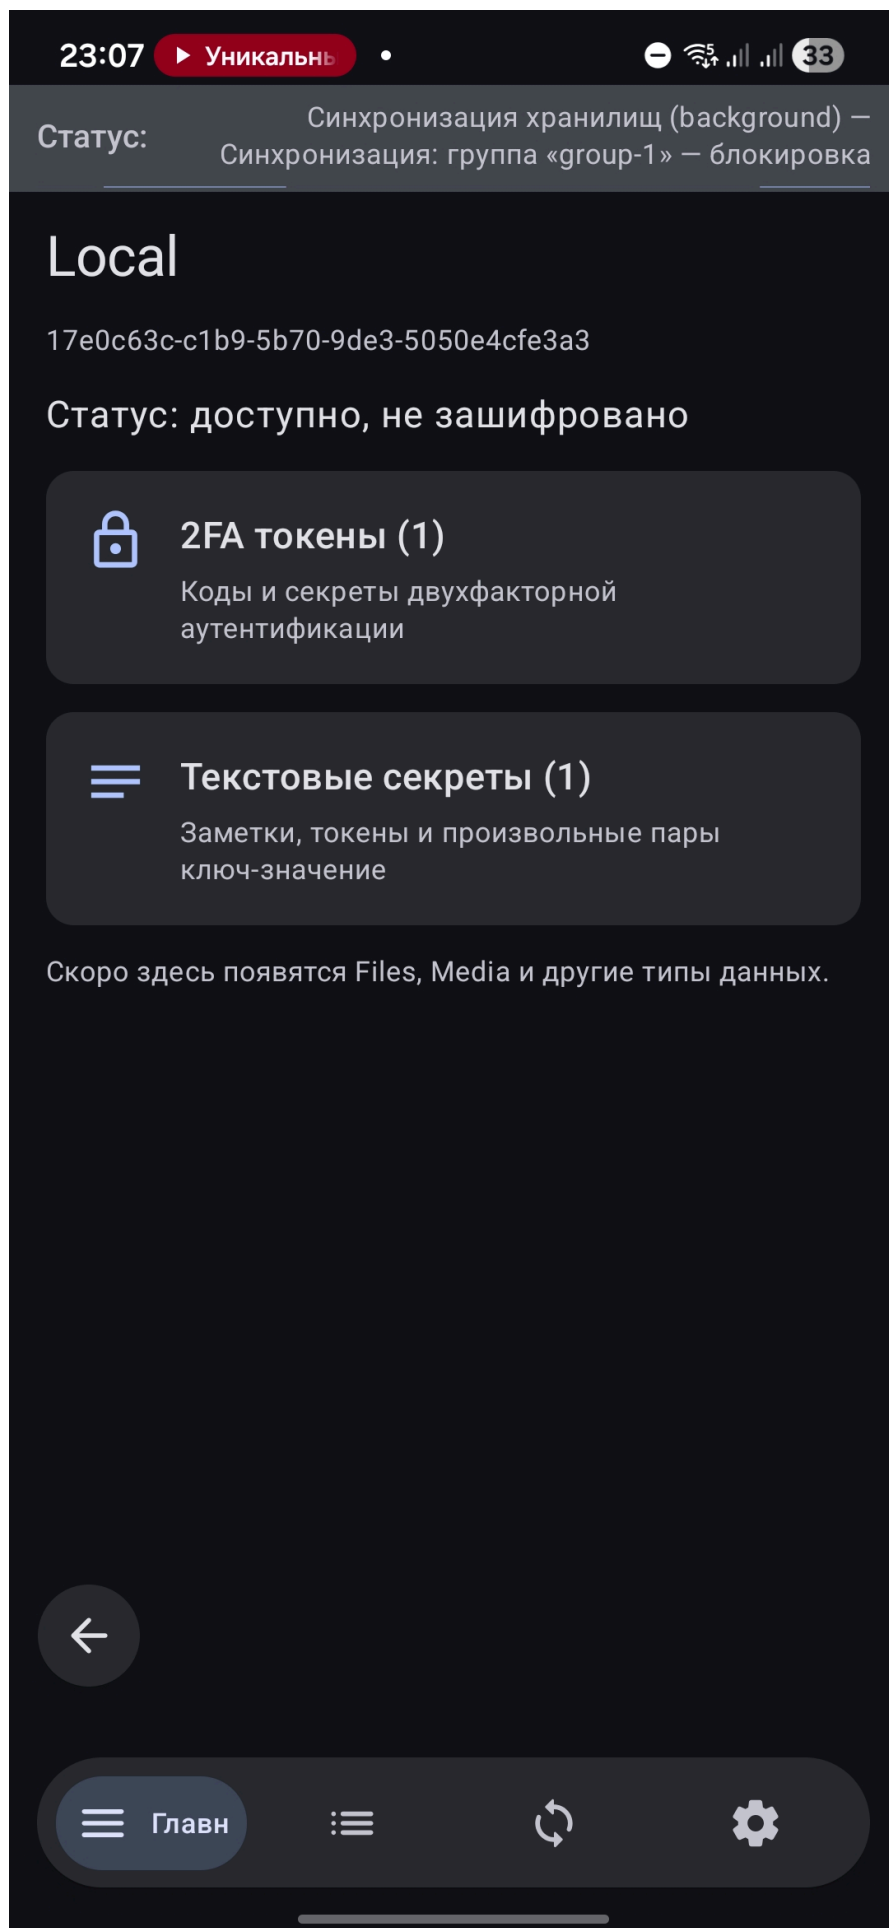 23:07
Уникальны
33
Статус:
Синхронизация хранилищ (background) —
Синхронизация: группа «group-1» — блокировка
Local
17e0c63c-c1b9-5b70-9de3-5050e4cfe3a3
Статус: доступно, не зашифровано
2FA токены (1)
Коды и секреты двухфакторной
аутентификации
Текстовые секреты (1)
Заметки, токены и произвольные пары
ключ-значение
Скоро здесь появятся Files, Media и другие типы данных.
Главн